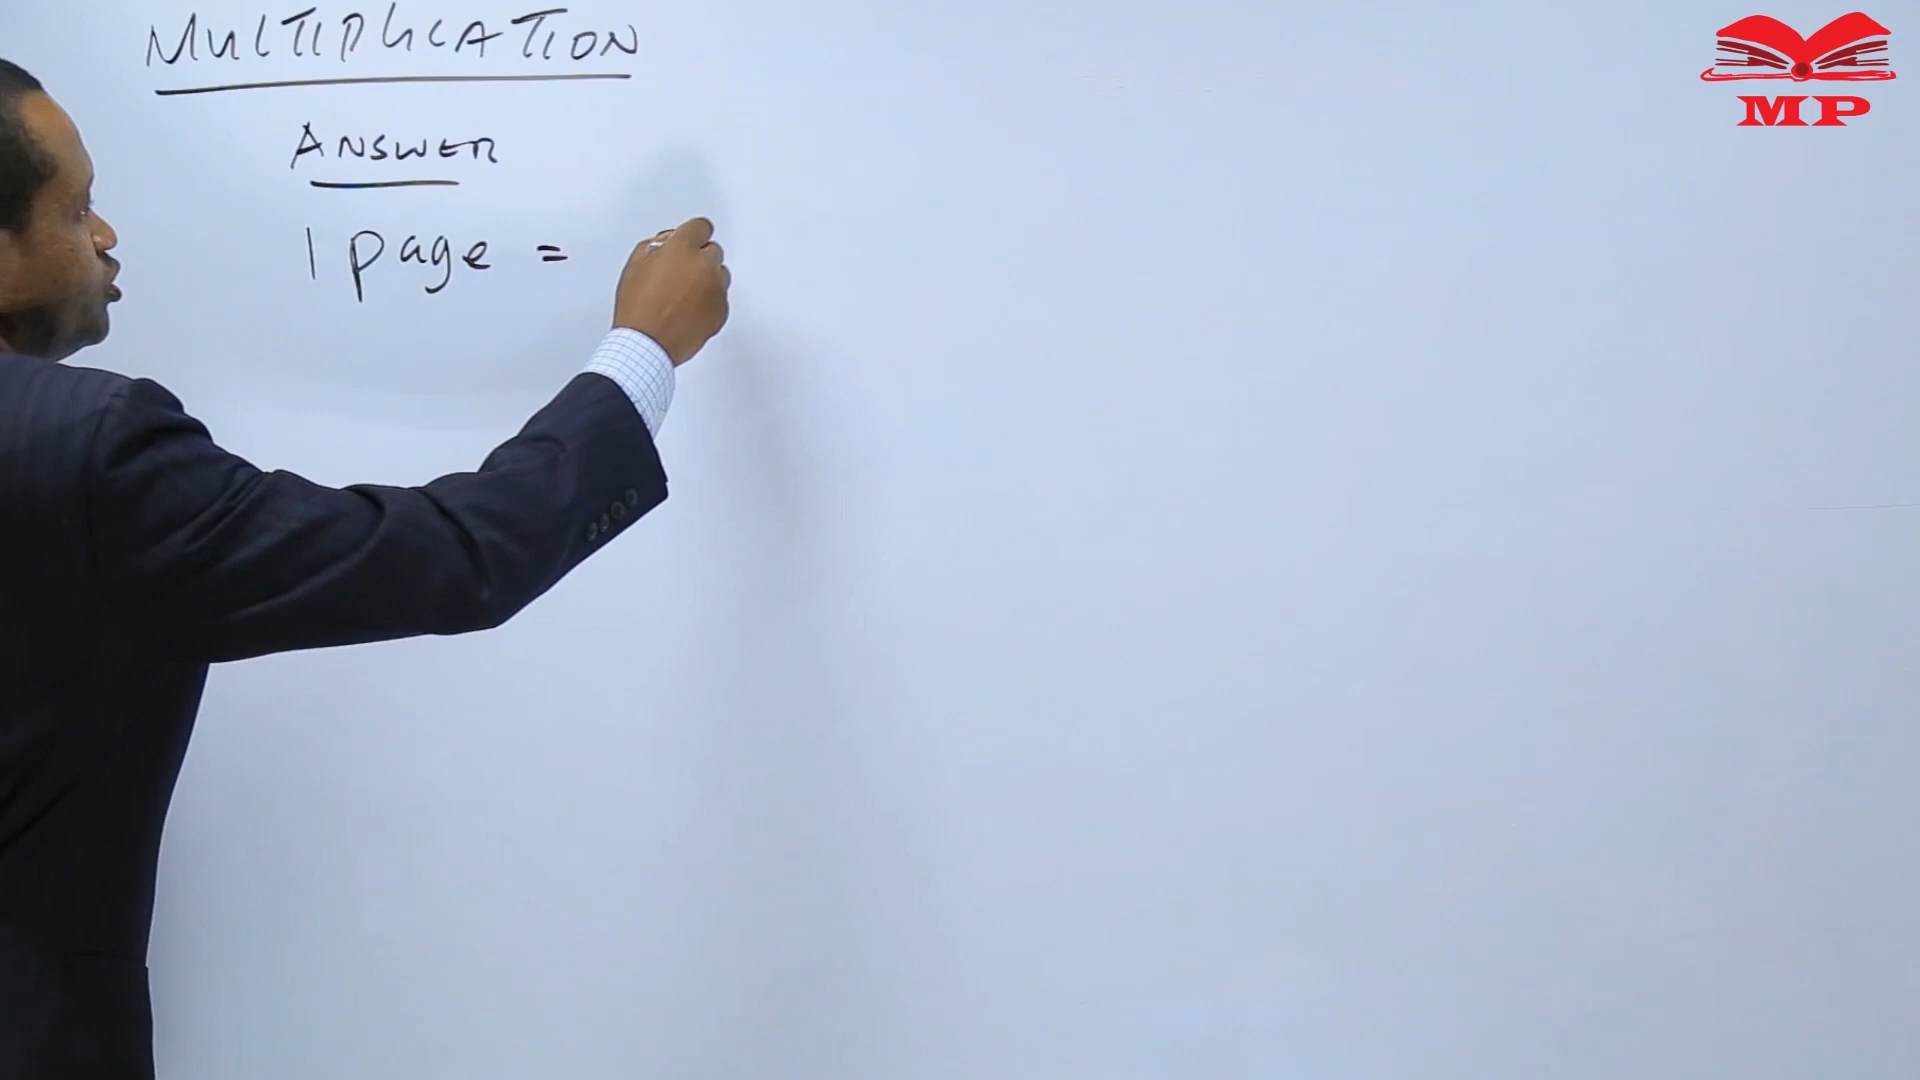 MULTIPLICATION
ANSWER
1 page =
MP